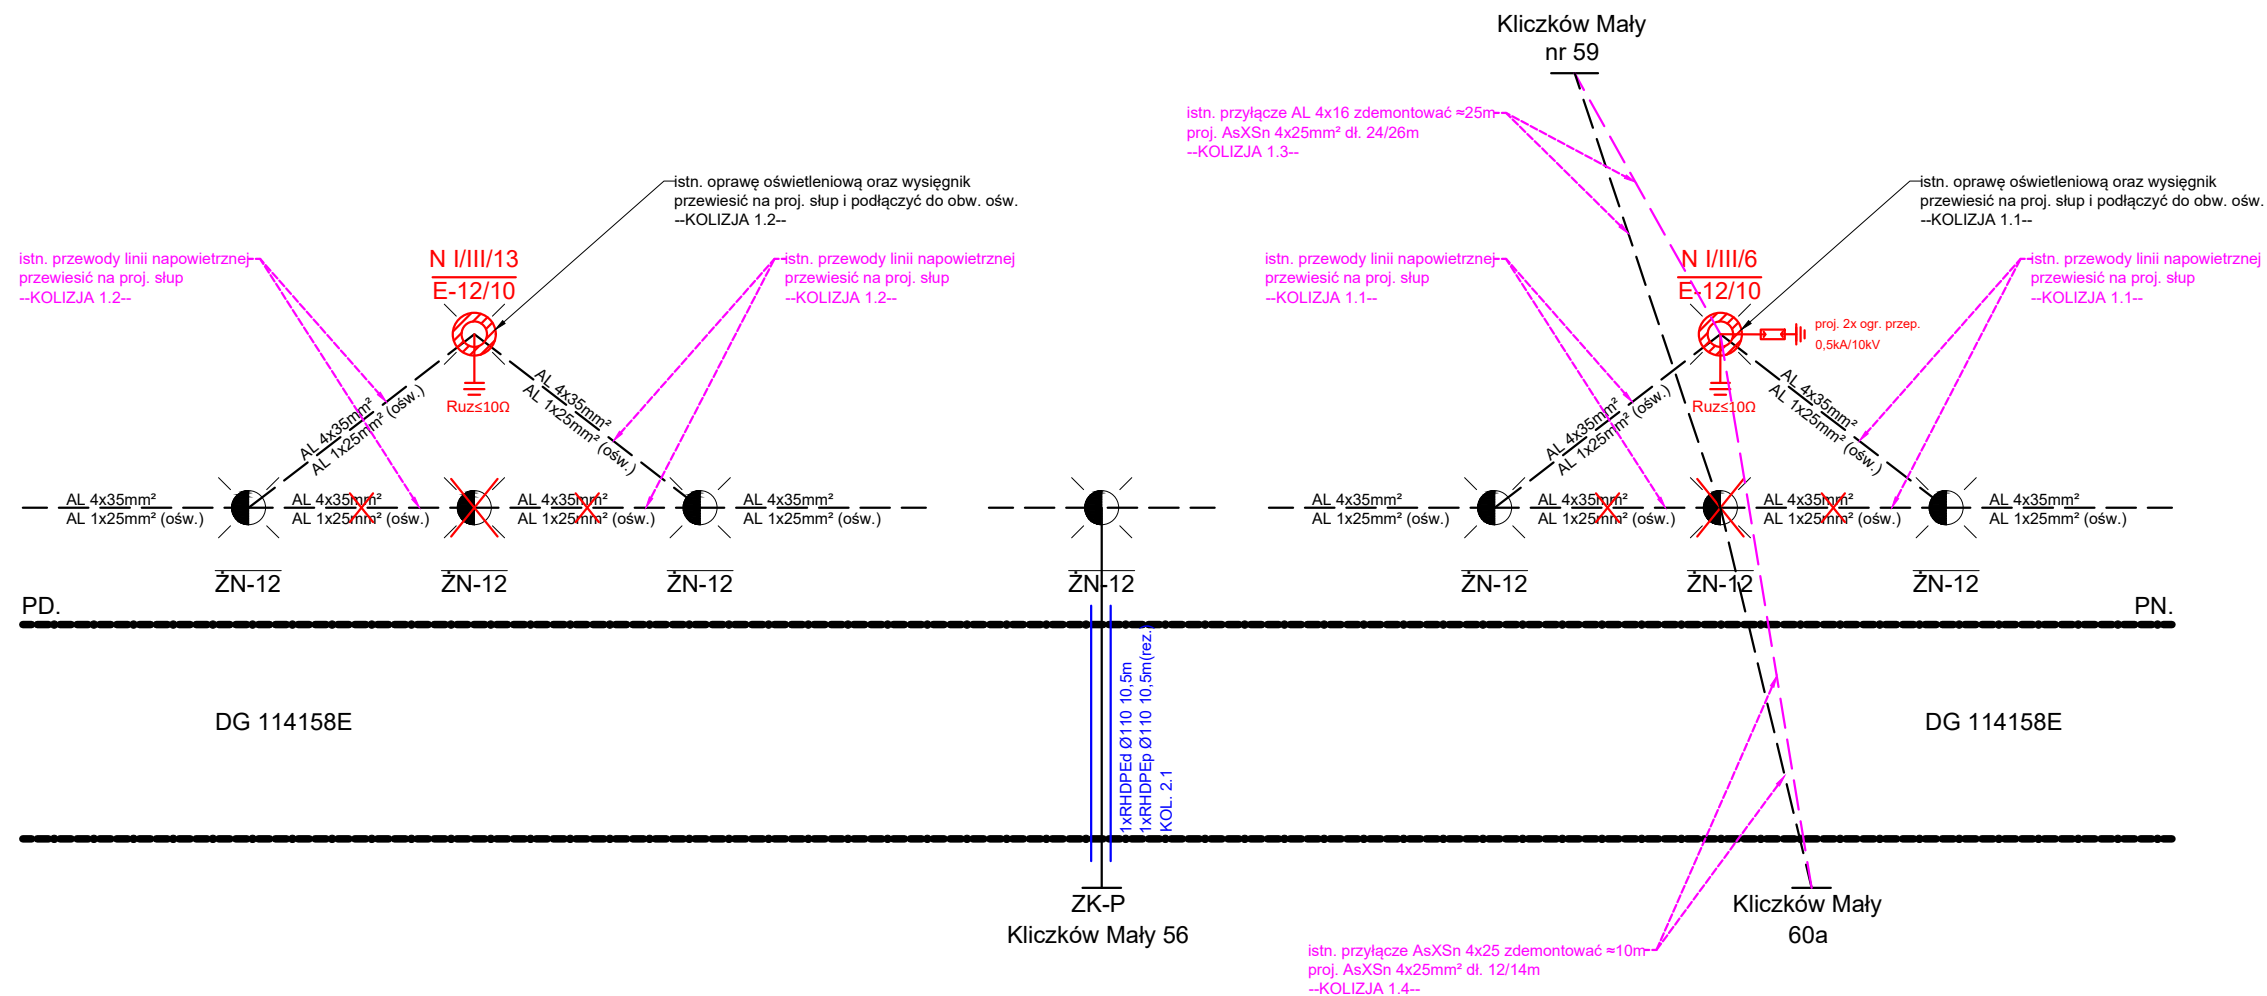 Kliczków Mały
nr 59
istn. przyłącze AL 4x16 zdemontować ≈25m
proj. AsXSn 4x25mm² dł. 24/26m
--KOLIZJA 1.3--
istn. oprawę oświetleniową oraz wysięgnik
przewiesić na proj. słup i podłączyć do obw. ośw.
--KOLIZJA 1.2--
istn. oprawę oświetleniową oraz wysięgnik
przewiesić na proj. słup i podłączyć do obw. ośw.
--KOLIZJA 1.1--
istn. przewody linii napowietrznej
przewiesić na proj. słup
--KOLIZJA 1.2--
N I/III/13
E-12/10
istn. przewody linii napowietrznej
przewiesić na proj. słup
--KOLIZJA 1.2--
istn. przewody linii napowietrznej
przewiesić na proj. słup
--KOLIZJA 1.1--
N I/III/6
E-12/10
istn. przewody linii napowietrznej
przewiesić na proj. słup
--KOLIZJA 1.1--
proj. 2x ogr. przep.
0,5kA/10kV
Ruz≤10Ω
Ruz≤10Ω
AL 4x35mm²
AL 1x25mm² (ośw.)
AL 4x35mm²
AL 1x25mm² (ośw.)
AL 4x35mm²
AL 1x25mm² (ośw.)
AL 4x35mm²
AL 1x25mm² (ośw.)
AL 4x35mm²
AL 1x25mm² (ośw.)
AL 4x35mm²
AL 1x25mm² (ośw.)
AL 4x35mm²
AL 1x25mm² (ośw.)
AL 4x35mm²
AL 1x25mm² (ośw.)
AL 4x35mm²
AL 1x25mm² (ośw.)
AL 4x35mm²
AL 1x25mm² (ośw.)
AL 4x35mm²
AL 1x25mm² (ośw.)
AL 4x35mm²
AL 1x25mm² (ośw.)
ŻN-12
ŻN-12
ŻN-12
ŻN-12
ŻN-12
ŻN-12
ŻN-12
PD.
PN.
DG 114158E
1xRHDPEd Ø110 10,5m
1xRHDPEp Ø110 10,5m(rez.)
KOL. 2.1
DG 114158E
ZK-P
Kliczków Mały 56
Kliczków Mały
60a
istn. przyłącze AsXSn 4x25 zdemontować ≈10m
proj. AsXSn 4x25mm² dł. 12/14m
--KOLIZJA 1.4--